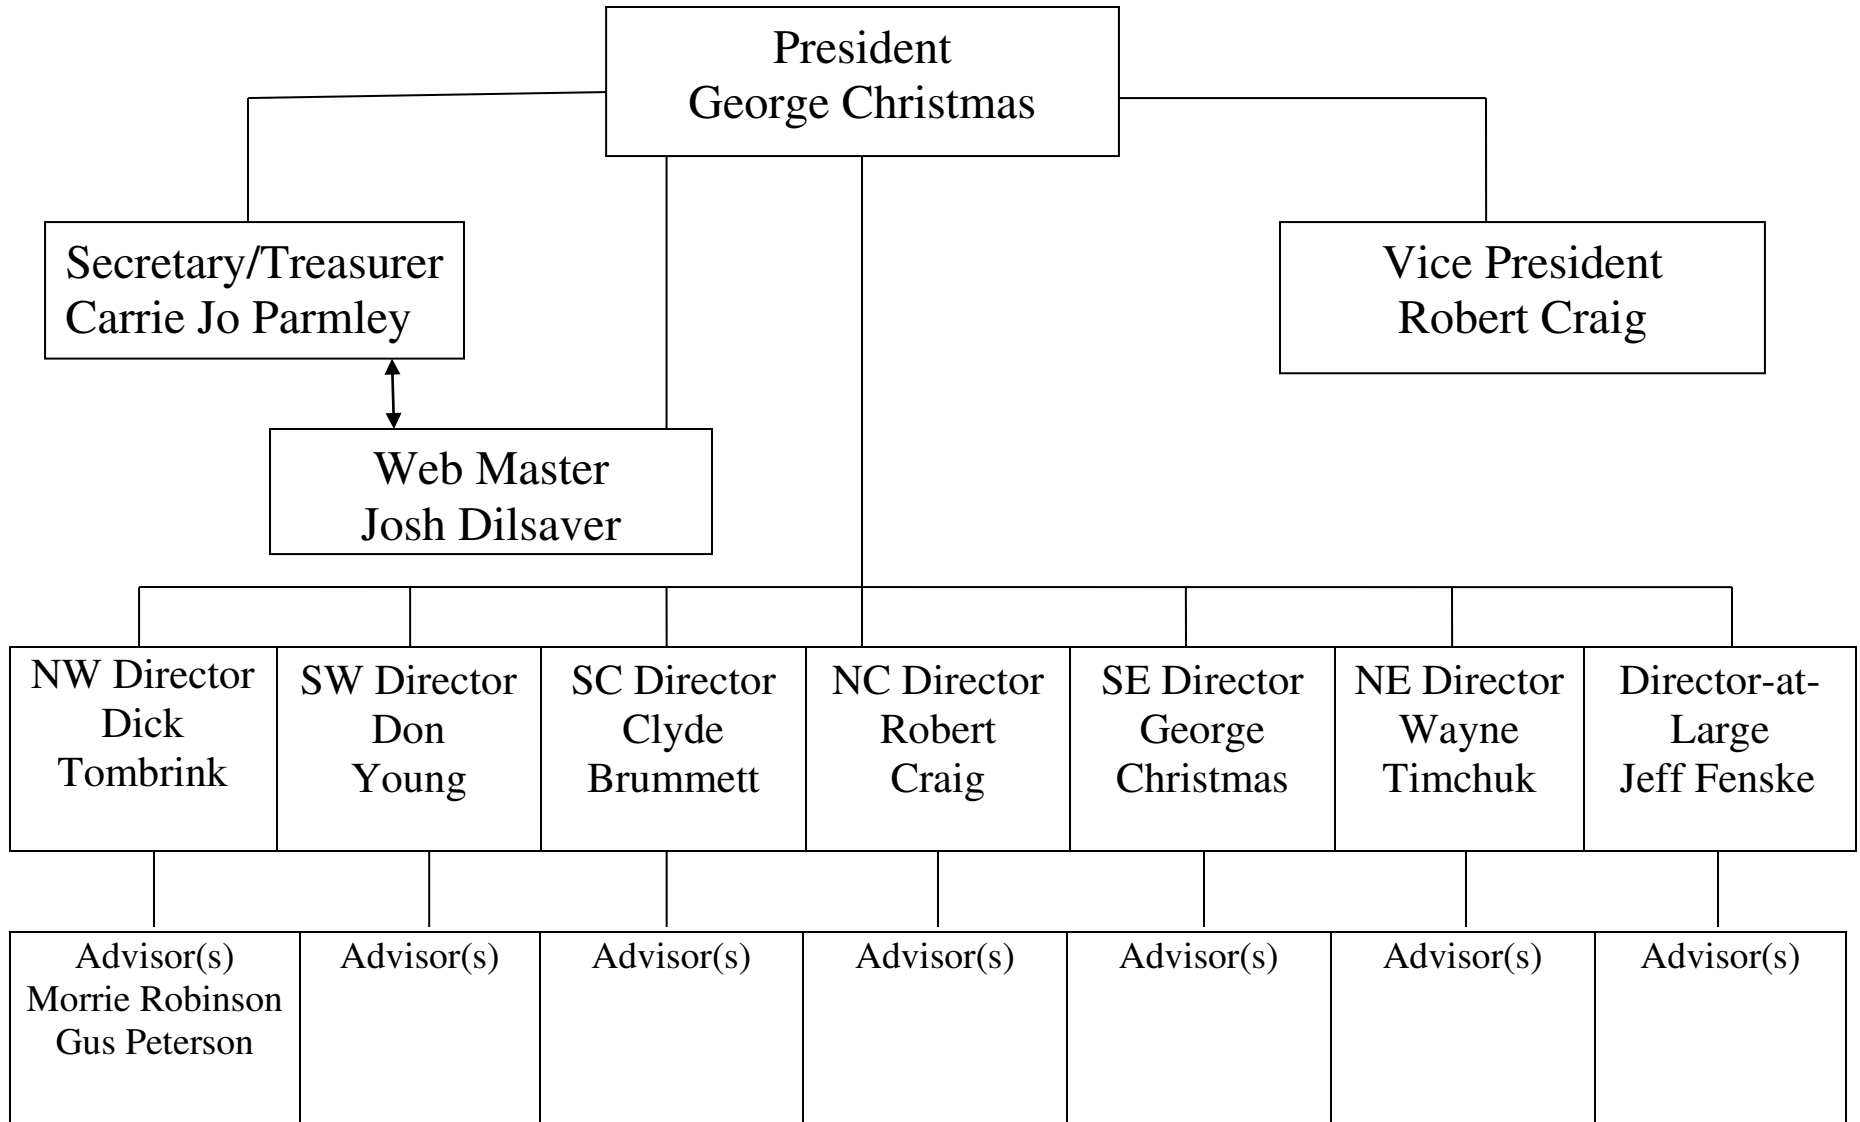 President
George Christmas
Secretary/Treasurer
Carrie Jo Parmley
Vice President
Robert Craig
Web Master
Josh Dilsaver
NW Director
Dick
Tombrink
SW Director
Don
Young
SC Director
Clyde
Brummett
NC Director
Robert
Craig
SE Director
George
Christmas
NE Director
Wayne
Timchuk
Director-at-
Large
Jeff Fenske
Advisor(s)
Morrie Robinson
Gus Peterson
Advisor(s)
Advisor(s)
Advisor(s)
Advisor(s)
Advisor(s)
Advisor(s)